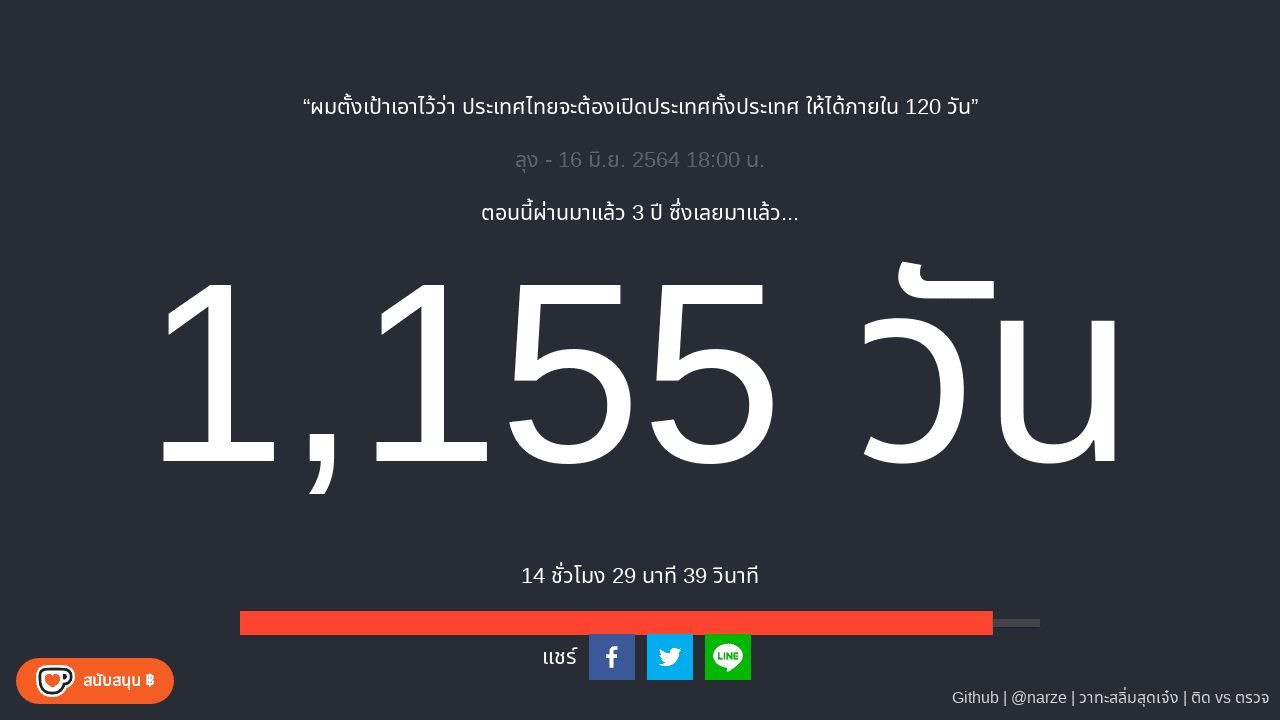 “ผมตั้งเป้าเอาไว้ว่า ประเทศไทยจะต้องเปิดประเทศทั้งประเทศ ให้ได้ภายใน 120 วัน”
ลุง - 16 มิ.ย. 2564 18:00 น.
ตอนนี้ผ่านมาแล้ว 3 ปี ซึ่งเลยมาแล้ว...
1,155 วัน
14 ชั่วโมง 29 นาที 39 วินาที
แชร์
LINE
สนับสนุน ฿
Github | @narze | วาทะสลิ่มสุดเจ๋ง | ติด vs ตรวจ